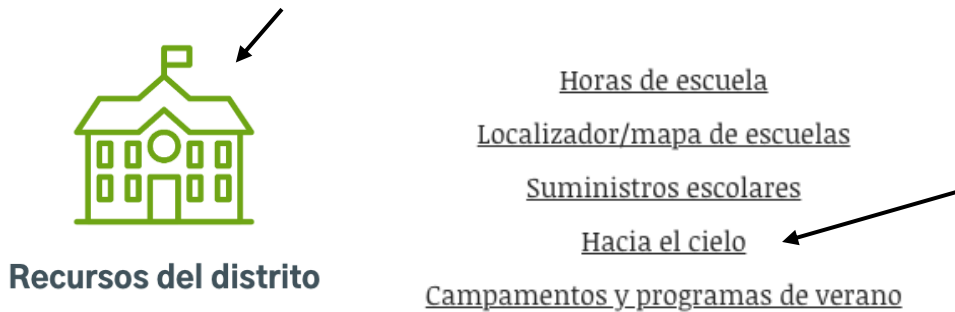 Recursos del distrito
Horas de escuela
Localizador/mapa de escuelas
Suministros escolares
Hacia el cielo
Campamentos y programas de verano